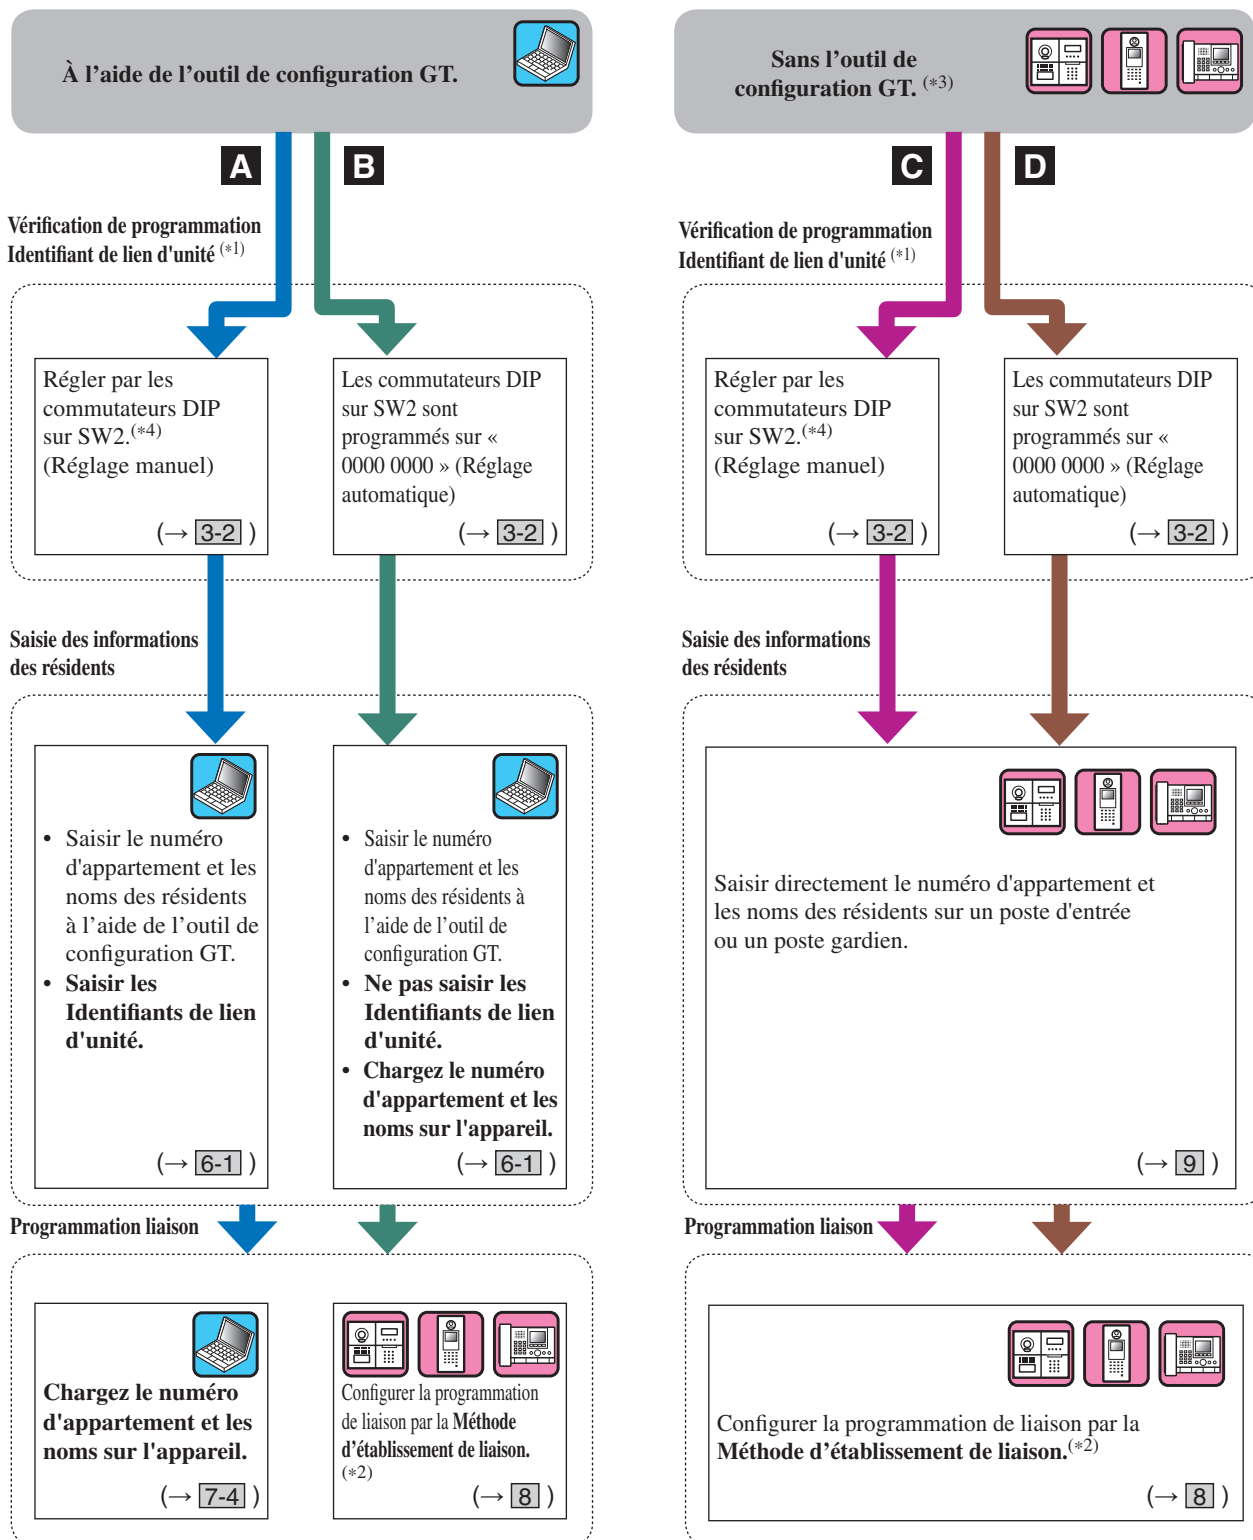 À l’aide de l’outil de configuration GT.
A
B
Vérification de programmation
Identifiant de lien d'unité (*1)
Régler par les
commutateurs DIP
sur SW2.(*4)
(Réglage manuel)
(→ 3-2 )
Les commutateurs DIP
sur SW2 sont
programmés sur «
0000 0000 » (Réglage
automatique)
(→ 3-2 )
Saisie des informations
des résidents
• Saisir le numéro
d'appartement et les
noms des résidents
à l’aide de l’outil de
configuration GT.
• Saisir les
Identifiants de lien
d'unité.
(→ 6-1 )
• Saisir le numéro
d'appartement et les
noms des résidents à
l’aide de l’outil de
configuration GT.
• Ne pas saisir les
Identifiants de lien
d'unité.
• Chargez le numéro
d'appartement et les
noms sur l'appareil.
(→ 6-1 )
Programmation liaison
Chargez le numéro
d'appartement et les
noms sur l'appareil.
(→ 7-4 )
Configurer la programmation
de liaison par la Méthode
d’établissement de liaison.
(*2)
(→ 8 )
Sans l’outil de
configuration GT. (*3)
C
D
Vérification de programmation
Identifiant de lien d'unité (*1)
Régler par les
commutateurs DIP
sur SW2.(*4)
(Réglage manuel)
(→ 3-2 )
Les commutateurs DIP
sur SW2 sont
programmés sur «
0000 0000 » (Réglage
automatique)
(→ 3-2 )
Saisie des informations
des résidents
Saisir directement le numéro d'appartement et
les noms des résidents sur un poste d'entrée
ou un poste gardien.
(→ 9 )
Programmation liaison
Configurer la programmation de liaison par la
Méthode d’établissement de liaison.(*2)
(→ 8 )